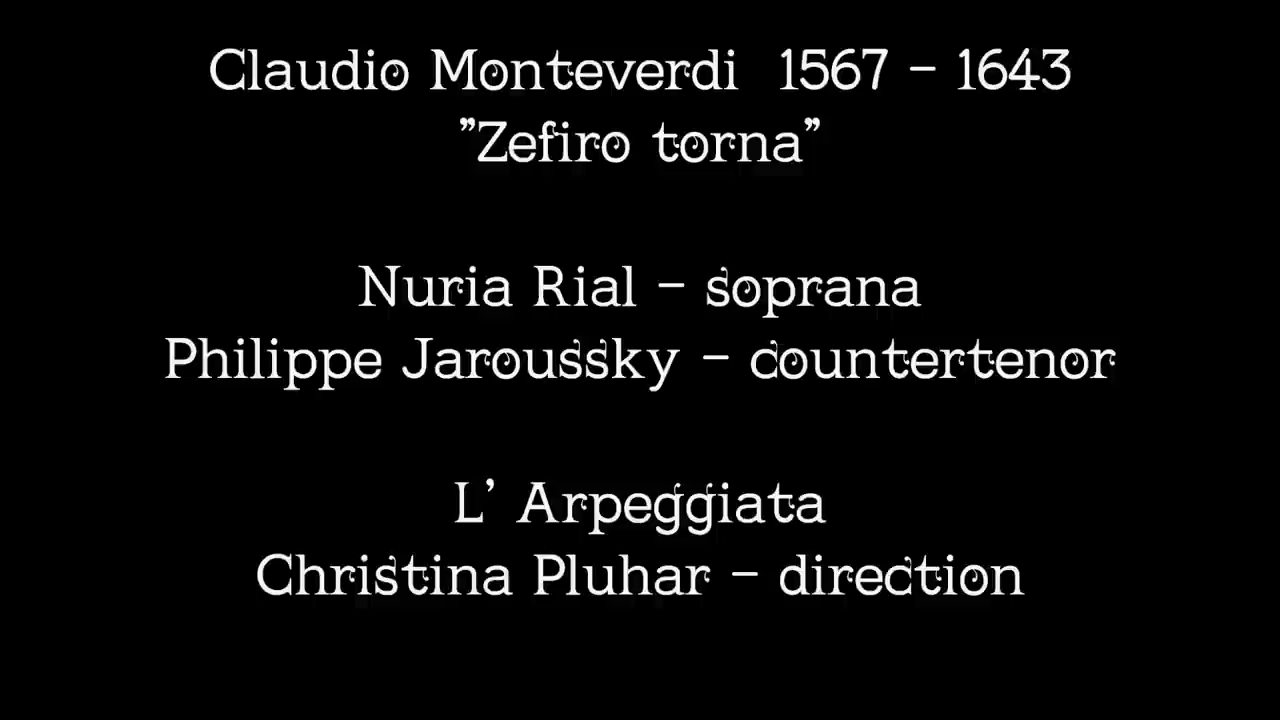 Claudio Monteverdi 1567 - 1643
"Zefiro torna"
Nuria Rial - soprana
Philippe Jaroussky - countertenor
L' Arpeggiata
Christina Pluhar - direction